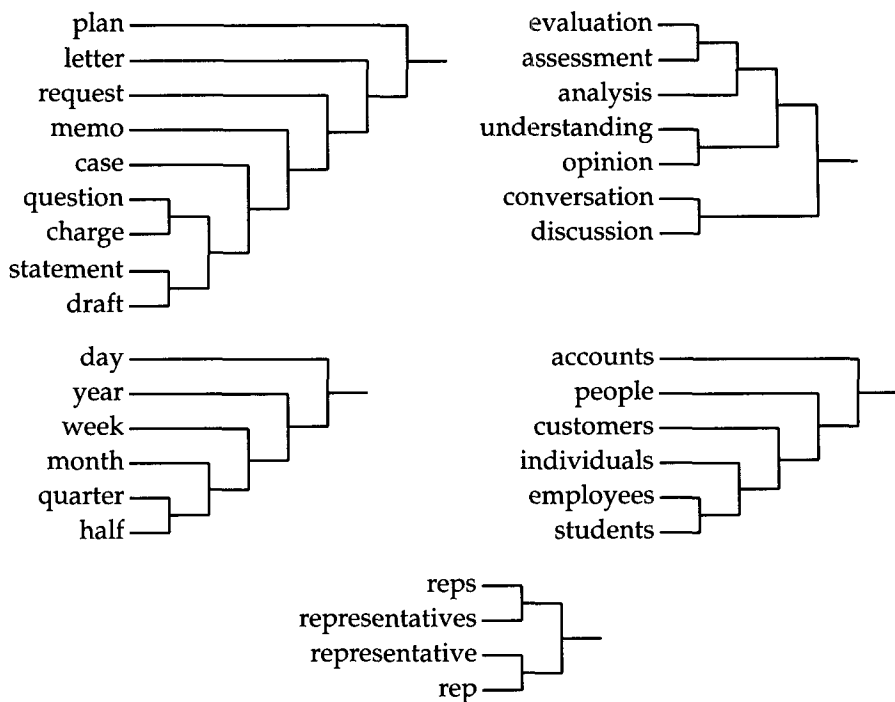 plan
letter
request
memo
case
question
charge
statement
draft
evaluation
assessment
analysis
understanding
opinion
conversation
discussion
day
year
week
month
quarter
half
accounts
people
customers
individuals
employees
students
reps
representatives
representative
rep